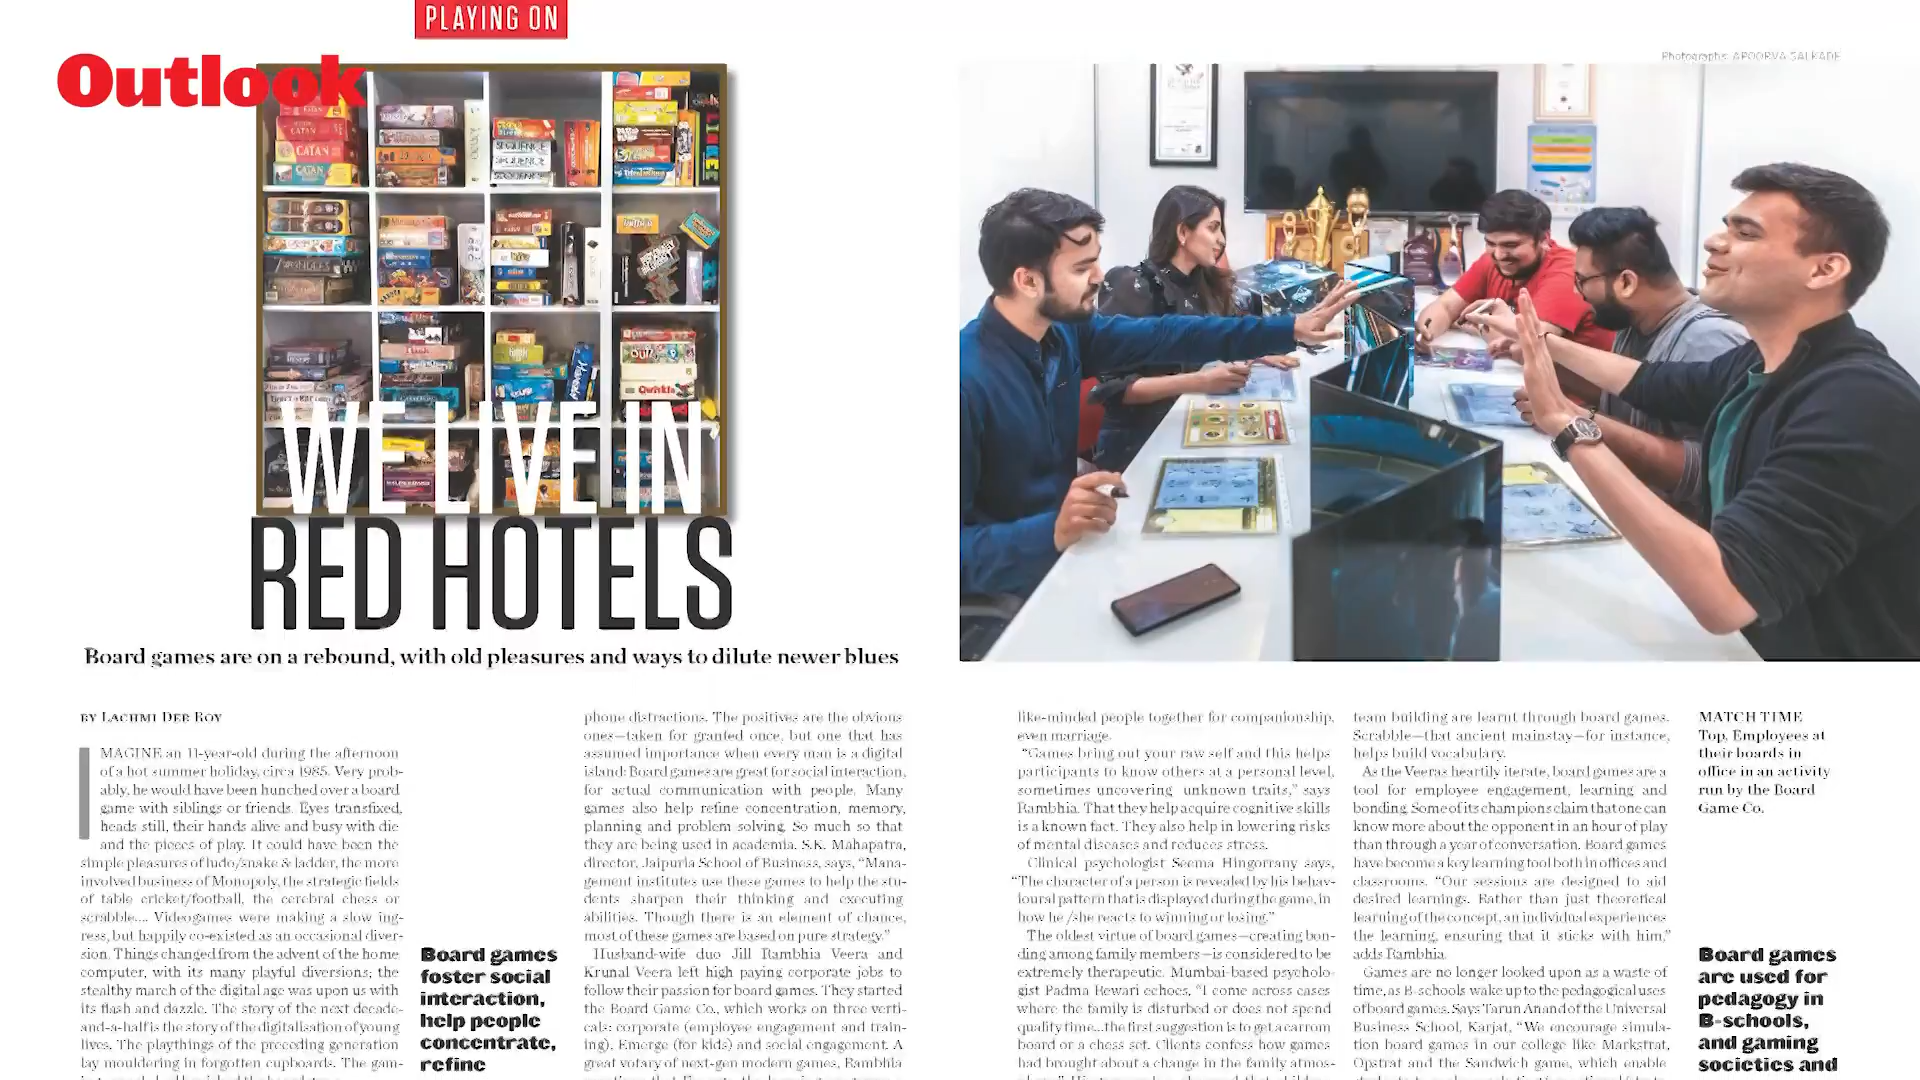 PLAYING ON
Outlook
Photographs: APOORVA SALKADE
CATAN
CATAN
CATAN
SEQUENCE
SEQUENCE
SEQUENCE
Qwirkle
WE LIVE IN
RED HOTELS
Board games are on a rebound, with old pleasures and ways to dilute newer blues
BY LACHMI DEB ROY
IMAGINE an 11-year-old during the afternoon
of a hot summer holiday, circa 1985. Very prob-
ably, he would have been hunched over a board
game with siblings or friends. Eyes transfixed,
heads still, their hands alive and busy with die
and the pieces of play. It could have been the
simple pleasures of ludo/snake & ladder, the more
involved business of Monopoly, the strategic fields
of table cricket/football, the cerebral chess or
scrabble.... Videogames were making a slow ing-
ress, but happily co-existed as an occasional diver-
sion. Things changed from the advent of the home
computer, with its many playful diversions; the
stealthy march of the digital age was upon us with
its flash and dazzle. The story of the next decade-
and-a-half is the story of the digitalisation of young
lives. The playthings of the preceding generation
lay mouldering in forgotten cupboards. The gam-
Board games
foster social
interaction,
help people
concentrate,
refine
phone distractions. The positives are the obvious
ones—taken for granted once, but one that has
assumed importance when every man is a digital
island: Board games are great for social interaction,
for actual communication with people. Many
games also help refine concentration, memory,
planning and problem solving. So much so that
they are being used in academia. S.K. Mahapatra,
director, Jaipuria School of Business, says, “Mana-
gement institutes use these games to help the stu-
dents sharpen their thinking and executing
abilities. Though there is an element of chance,
most of these games are based on pure strategy.”
Husband-wife duo Jill Rambhia Veera and
Krunal Veera left high paying corporate jobs to
follow their passion for board games. They started
the Board Game Co., which works on three verti-
cals: corporate (employee engagement and train-
ing), Emerge (for kids) and social engagement. A
great votary of next-gen modern games, Rambhia
like-minded people together for companionship,
even marriage.
“Games bring out your raw self and this helps
participants to know others at a personal level,
sometimes uncovering unknown traits,” says
Rambhia. That they help acquire cognitive skills
is a known fact. They also help in lowering risks
of mental diseases and reduces stress.
Clinical psychologist Seema Hingorrany says,
“The character of a person is revealed by his behav-
ioural pattern that is displayed during the game, in
how he /she reacts to winning or losing.”
The oldest virtue of board games—creating bon-
ding among family members—is considered to be
extremely therapeutic. Mumbai-based psycholo-
gist Padma Rewari echoes, “I come across cases
where the family is disturbed or does not spend
quality time...the first suggestion is to get a carrom
board or a chess set. Clients confess how games
had brought about a change in the family atmos-
team building are learnt through board games.
Scrabble—that ancient mainstay—for instance,
helps build vocabulary.
As the Veeras heartily iterate, board games are a
tool for employee engagement, learning and
bonding. Some of its champions claim that one can
know more about the opponent in an hour of play
than through a year of conversation. Board games
have become a key learning tool both in offices and
classrooms. “Our sessions are designed to aid
desired learnings. Rather than just theoretical
learning of the concept, an individual experiences
the learning, ensuring that it sticks with him,”
adds Rambhia.
Games are no longer looked upon as a waste of
time, as B-schools wake up to the pedagogical uses
of board games. Says Tarun Anand of the Universal
Business School, Karjat, “We encourage simula-
tion board games in our college like Markstrat,
Opstrat and the Sandwich game, which enable
MATCH TIME
Top, Employees at
their boards in
office in an activity
run by the Board
Game Co.
Board games
are used for
pedagogy in
B-schools,
and gaming
societies and